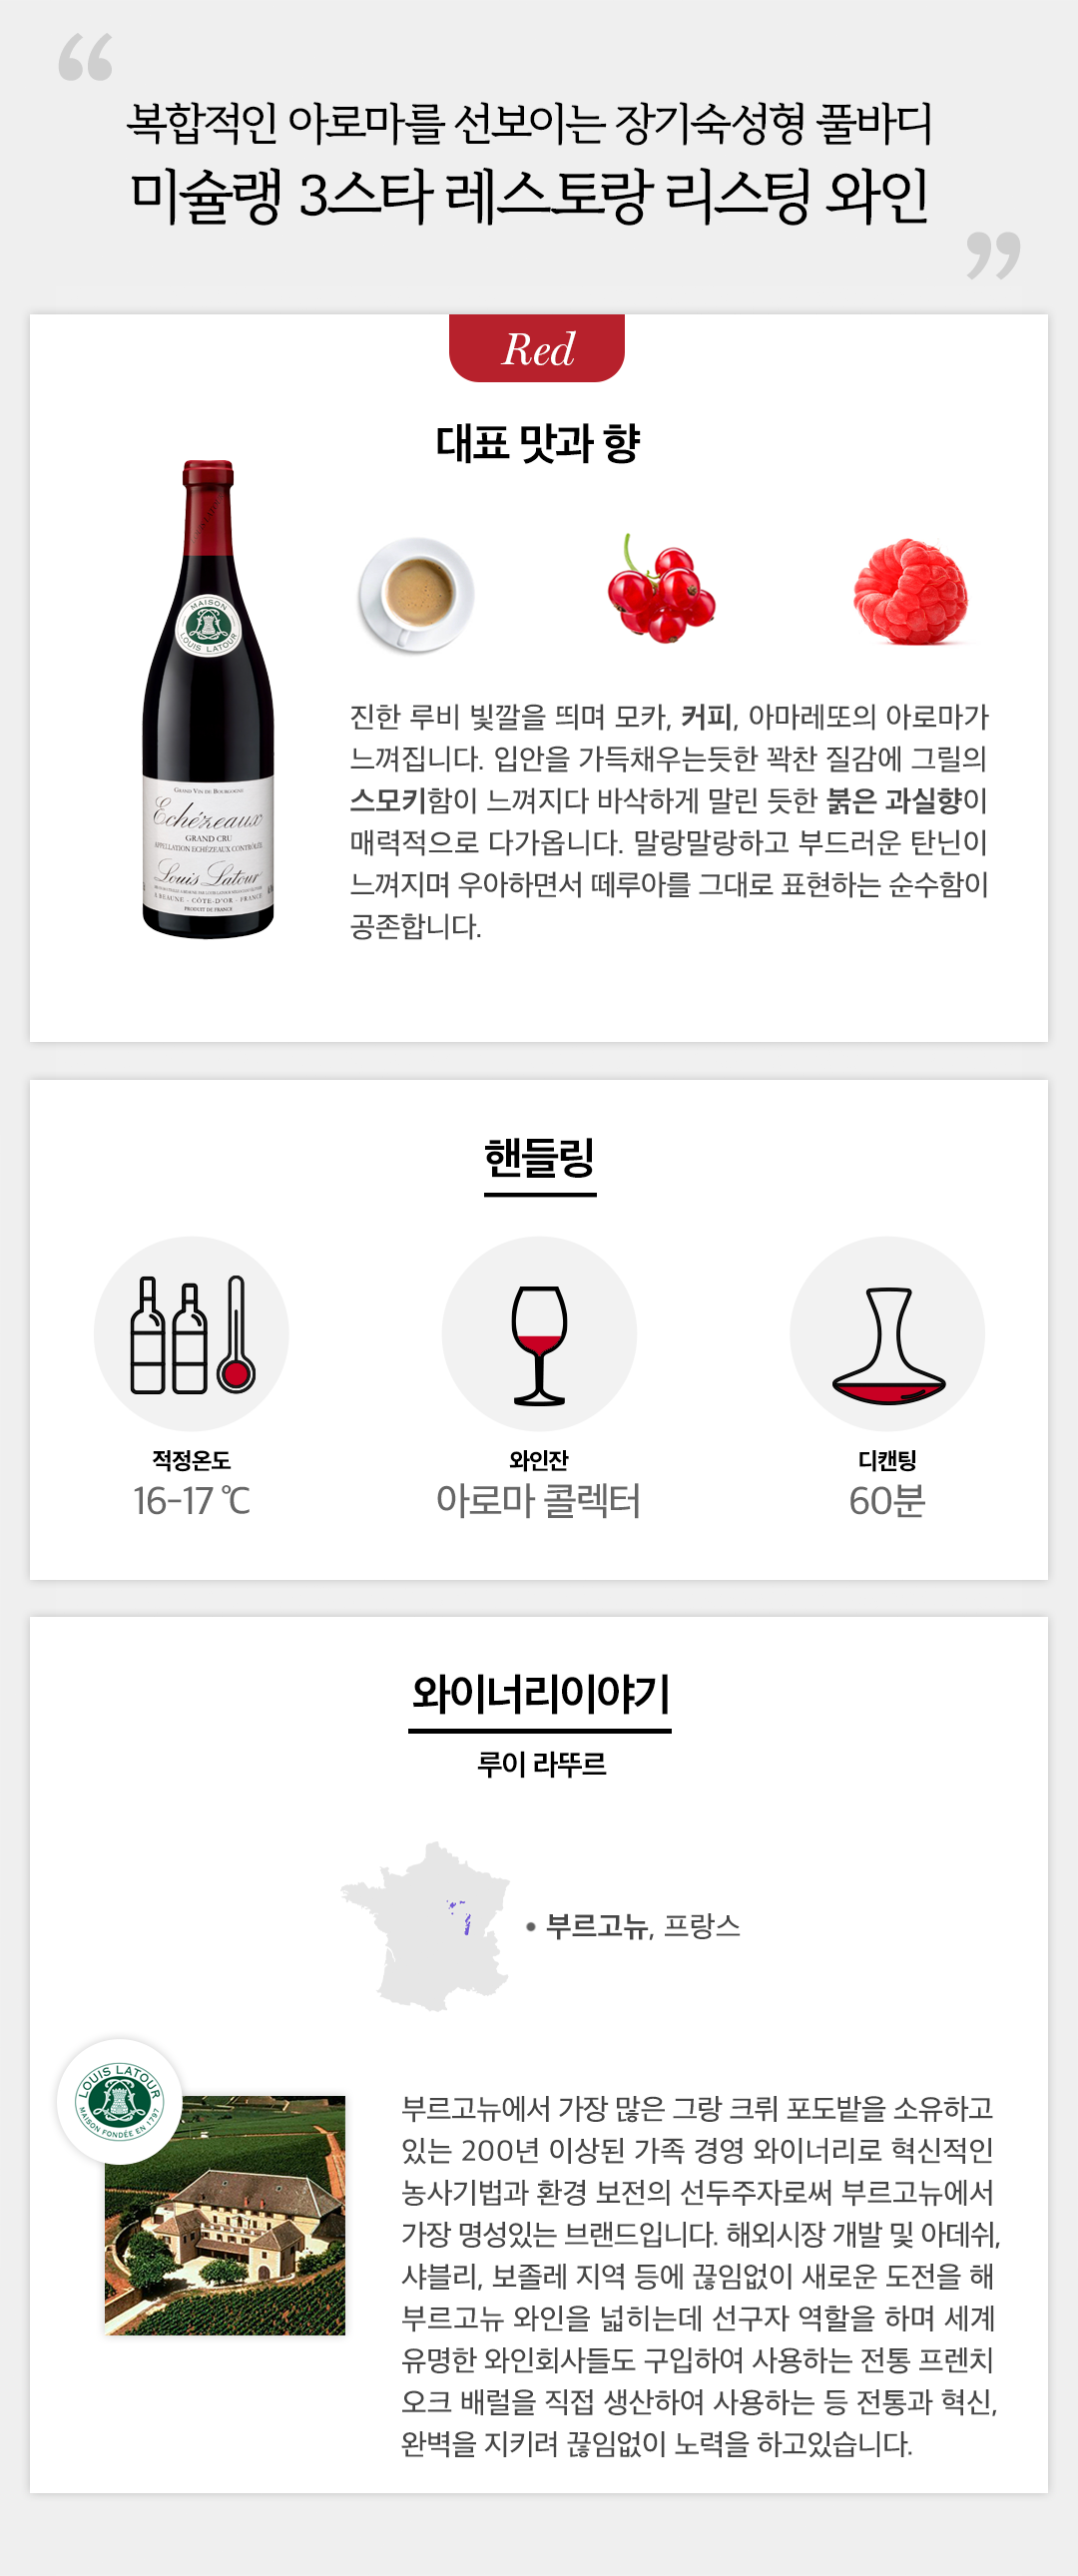 “
복합적인 아로마를 선보이는 장기숙성형 풀바디
미슐랭 3스타 레스토랑 리스팅 와인
”
Red
대표 맛과 향
MAISON
LOUIS LATOUR
GRAND VIN DE BOURGOGNE
Echézeaux
GRAND CRU
APPELLATION ECHÉZEAUX CONTRÔLÉE
Louis Latour
A BEAUNE - CÔTE-D'OR - FRANCE
PRODUIT DE FRANCE
진한 루비 빛깔을 띄며 모카, 커피, 아마레또의 아로마가
느껴집니다. 입안을 가득채우는듯한 꽉찬 질감에 그릴의
스모키함이 느껴지다 바삭하게 말린 듯한 붉은 과실향이
매력적으로 다가옵니다. 말랑말랑하고 부드러운 탄닌이
느껴지며 우아하면서 떼루아를 그대로 표현하는 순수함이
공존합니다.
핸들링
적정온도
16-17 ℃
와인잔
아로마 콜렉터
디캔팅
60분
와이너리이야기
루이 라뚜르
• 부르고뉴, 프랑스
LOUIS LATOUR
MAISON FONDÉE EN 1797
부르고뉴에서 가장 많은 그랑 크뤼 포도밭을 소유하고
있는 200년 이상된 가족 경영 와이너리로 혁신적인
농사기법과 환경 보전의 선두주자로써 부르고뉴에서
가장 명성있는 브랜드입니다. 해외시장 개발 및 아데쉬,
샤블리, 보졸레 지역 등에 끊임없이 새로운 도전을 해
부르고뉴 와인을 넓히는데 선구자 역할을 하며 세계
유명한 와인회사들도 구입하여 사용하는 전통 프렌치
오크 배럴을 직접 생산하여 사용하는 등 전통과 혁신,
완벽을 지키려 끊임없이 노력을 하고있습니다.